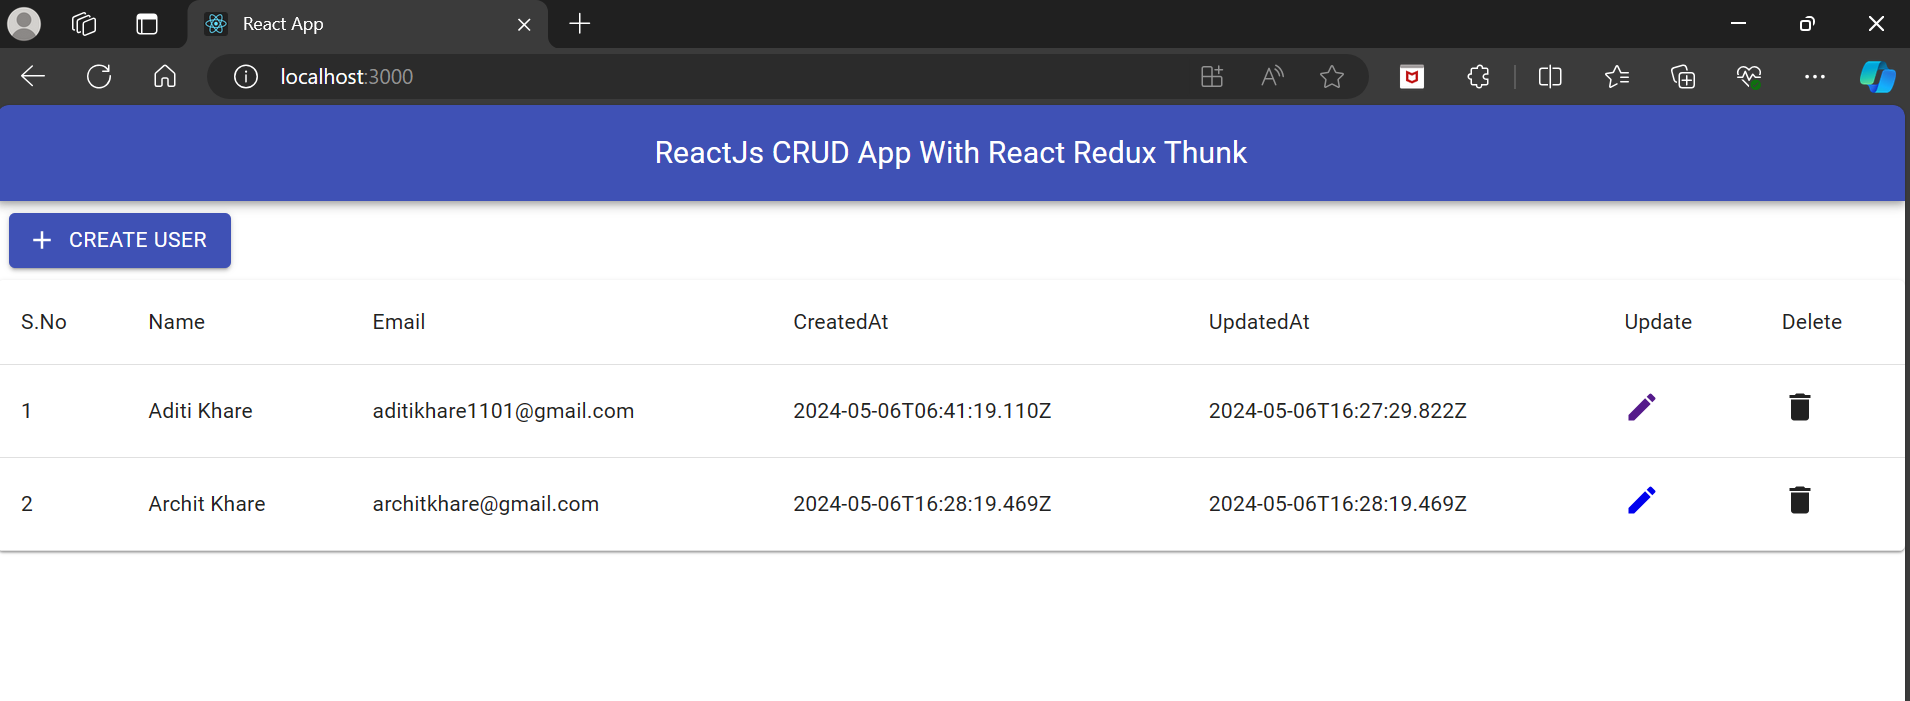 React App
localhost:3000
ReactJs CRUD App With React Redux Thunk
CREATE USER
S.No Name Email CreatedAt UpdatedAt Update Delete
1 Aditi Khare aditikhare1101@gmail.com 2024-05-06T06:41:19.110Z 2024-05-06T16:27:29.822Z
2 Archit Khare architkhare@gmail.com 2024-05-06T16:28:19.469Z 2024-05-06T16:28:19.469Z